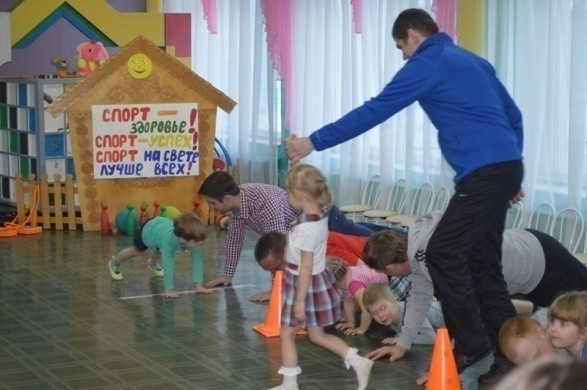 СПОРТ —
ЗДОРОВЬЕ!
СПОРТ — УСПЕХ!
СПОРТ НА СВЕТЕ
ЛУЧШЕ ВСЕХ!